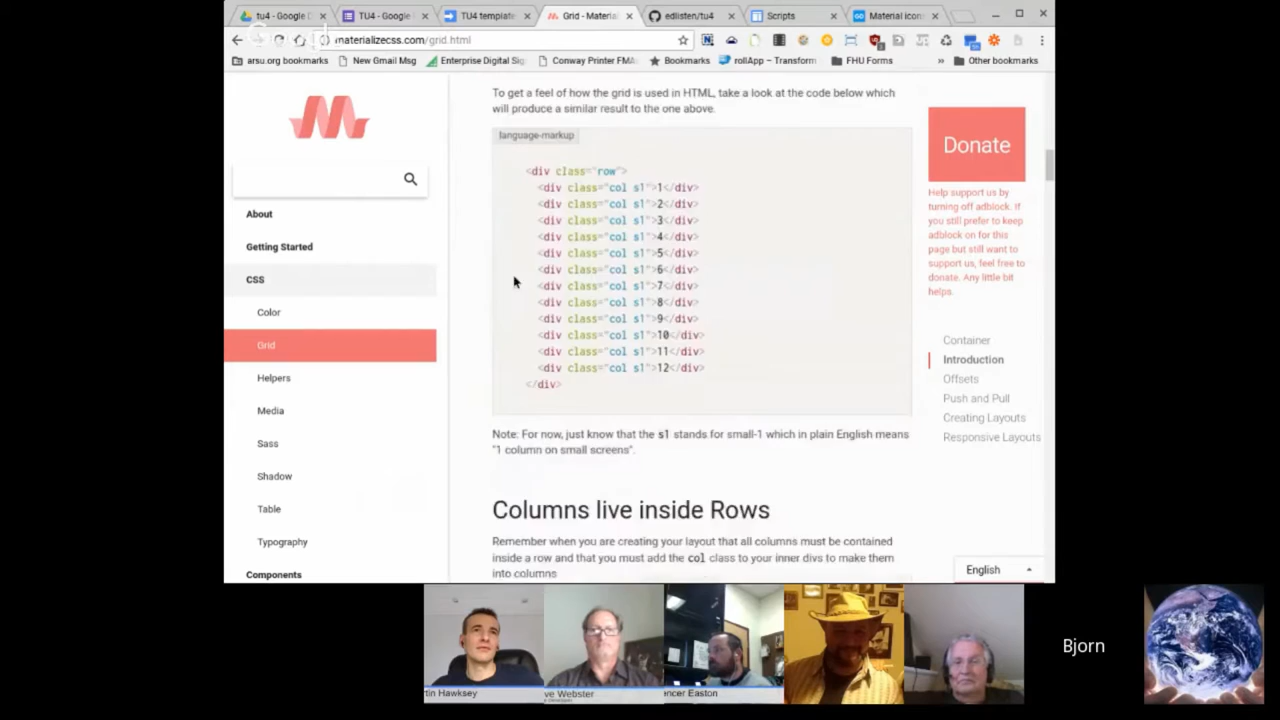 tu4 - Google D
TU4 - Google
TU4 template
Grid - Materia
edlisten/tu4
Scripts
Material icon
materializecss.com/grid.html
arsu.org bookmarks
New Gmail Msg
Enterprise Digital Sig
Conway Printer FMA
Bookmarks
rollApp – Transform
FHU Forms
»
Other bookmarks
About
Getting Started
CSS
Color
Grid
Helpers
Media
Sass
Shadow
Table
Typography
Components
To get a feel of how the grid is used in HTML, take a look at the code below which
will produce a similar result to the one above.
language-markup
<div class="row">
<div class="col s1">1</div>
<div class="col s1">2</div>
<div class="col s1">3</div>
<div class="col s1">4</div>
<div class="col s1">5</div>
<div class="col s1">6</div>
<div class="col s1">7</div>
<div class="col s1">8</div>
<div class="col s1">9</div>
<div class="col s1">10</div>
<div class="col s1">11</div>
<div class="col s1">12</div>
</div>
Note: For now, just know that the s1 stands for small-1 which in plain English means
"1 column on small screens".
Columns live inside Rows
Remember when you are creating your layout that all columns must be contained
inside a row and that you must add the col class to your inner divs to make them
into columns
Donate
Help support us by
turning off adblock. If
you still prefer to keep
adblock on for this
page but still want to
support us, feel free to
donate. Any little bit
helps.
Container
Introduction
Offsets
Push and Pull
Creating Layouts
Responsive Layouts
English
rtin Hawksey
ve Webster
encer Easton
Bjorn